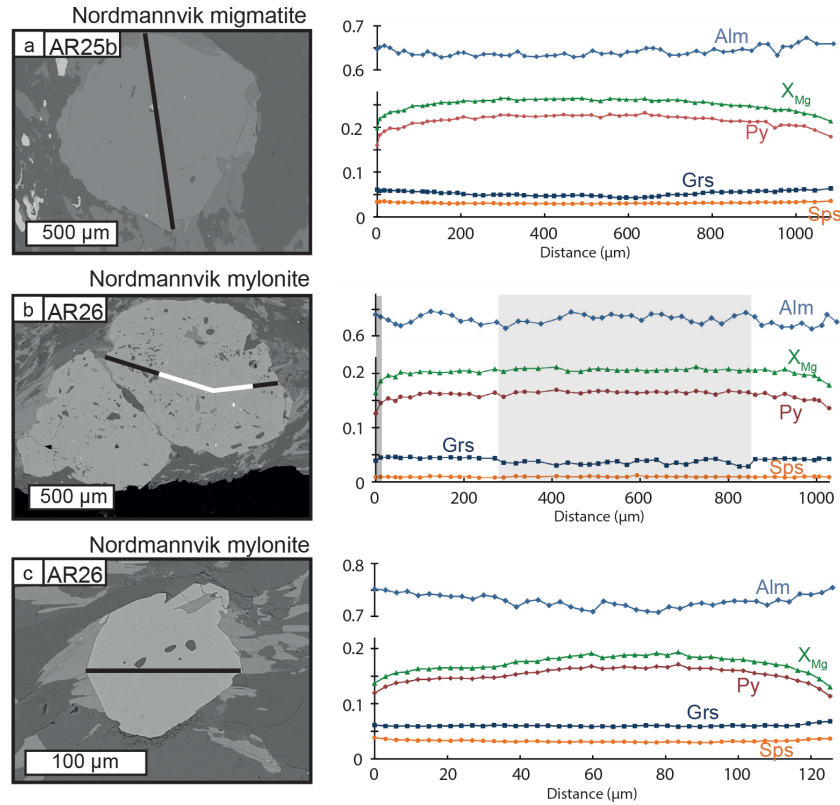 Nordmannvik migmatite
a AR25b
500 µm
0.7
0.6
0.2
0.1
0
Alm
XMg
Py
Grs
Sps
0 200 400 600 800 1000
Distance (µm)
Nordmannvik mylonite
b AR26
500 µm
0.6
0.2
0.1
0
Alm
XMg
Py
Grs
Sps
0 200 400 600 800 1000
Distance (µm)
Nordmannvik mylonite
c AR26
100 µm
0.8
0.7
0.2
0.1
0
Alm
XMg
Py
Grs
Sps
0 20 40 60 80 100 120
Distance (µm)